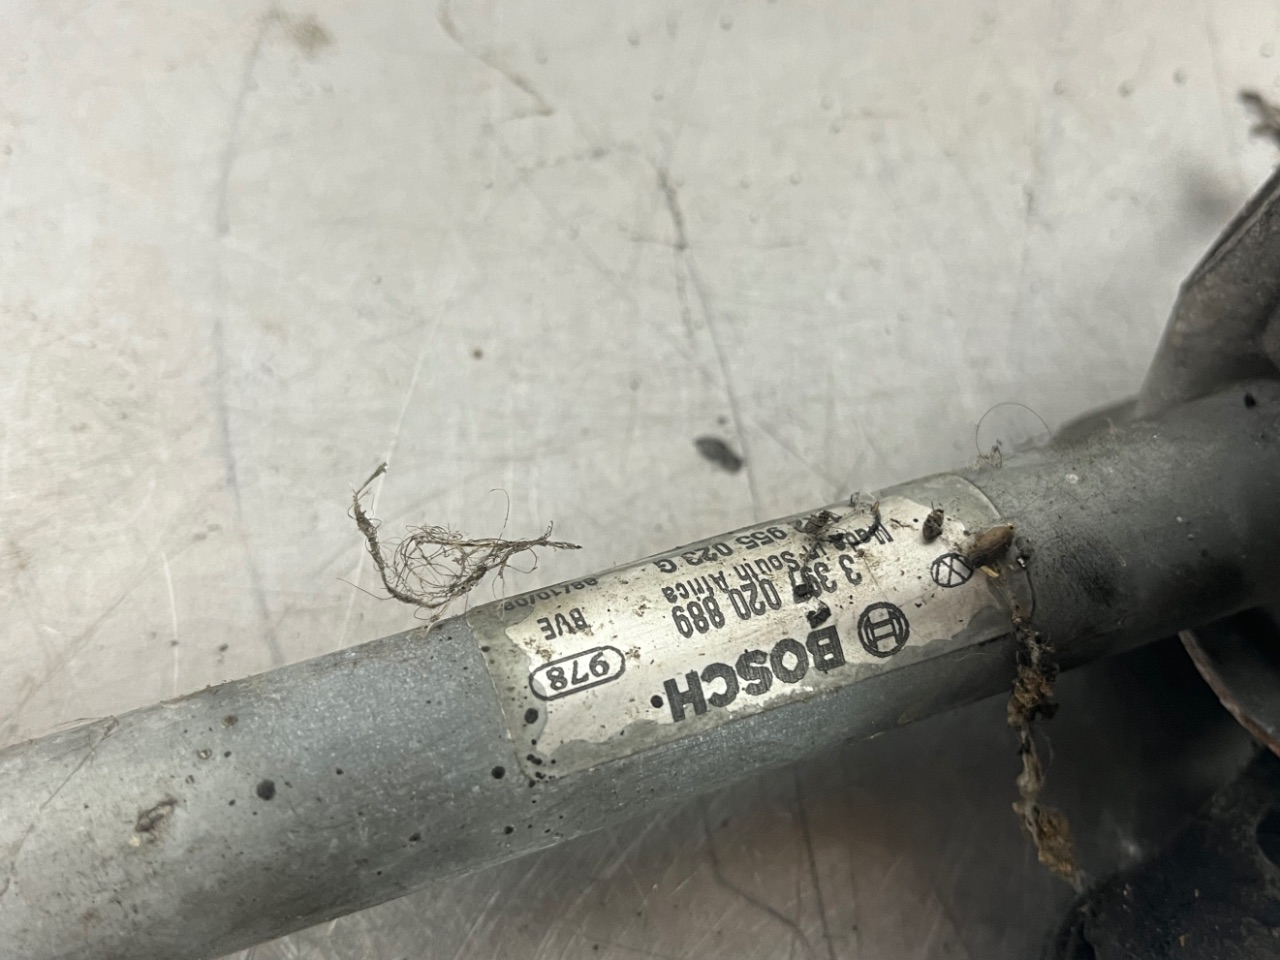 BOSCH
3 397 020 889
Made in South Africa
955 023 G
BVE
978